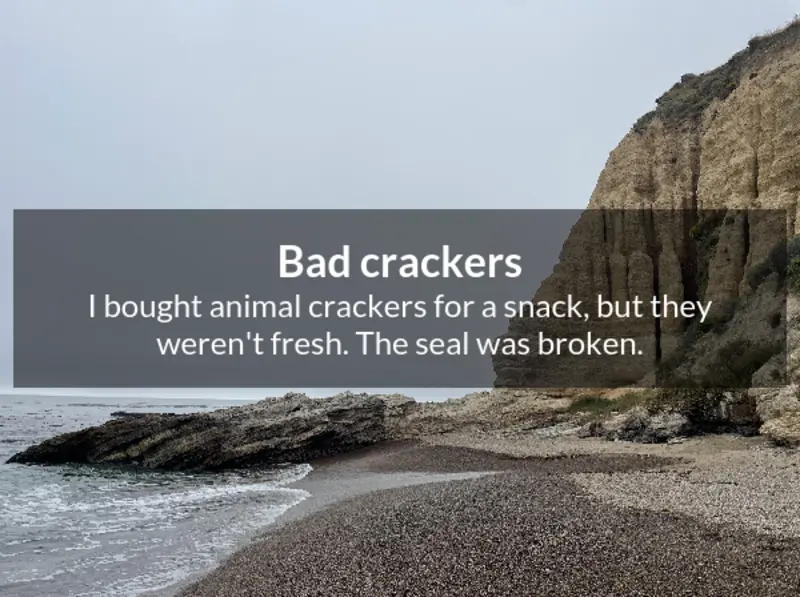 Bad crackers
I bought animal crackers for a snack, but they
weren't fresh. The seal was broken.